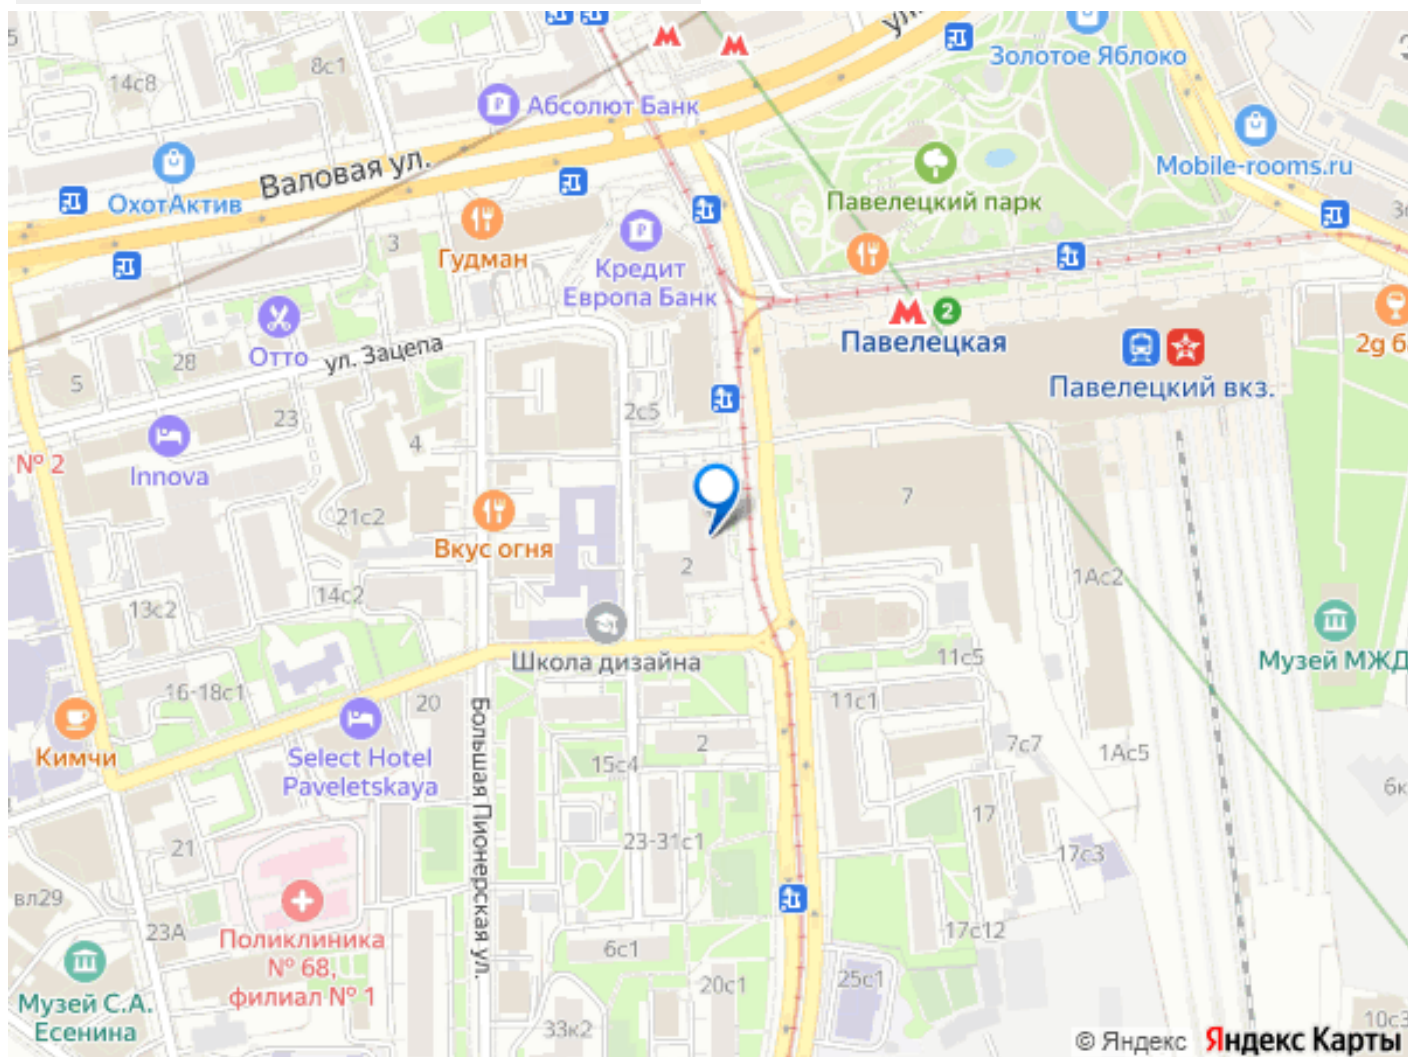 ул.
Золотое Яблоко
8с1
14с8
Абсолют Банк
Валовая ул.
ОхотАктив
Mobile-rooms.ru
Павелецкий парк
3
Гудман
Кредит
Европа Банк
2
Павелецкая
Павелецкий вкз.
Отто
ул. Зацепа
28
5
23
2с5
4
№ 2
Innova
21с2
Вкус огня
7
2
1Ас2
14с2
13с2
Школа дизайна
11с5
Музей МЖД
16-18с1
20
11с1
Кимчи
Select Hotel
Paveletskaya
Большая Пионерская ул.
2
15с4
7с7
1Ас5
17
21
23-31с1
17с3
вл29
23А
Поликлиника
№ 68,
филиал № 1
6с1
17с12
25с1
20с1
Музей С.А.
Есенина
33к2
10с3
© Яндекс Яндекс Карты